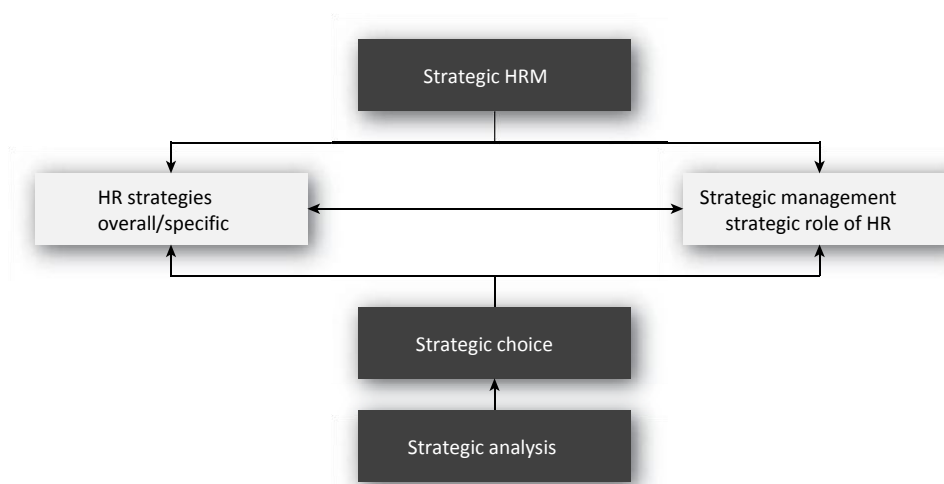 Strategic HRM
HR strategies
overall/specific
Strategic management
strategic role of HR
Strategic choice
Strategic analysis